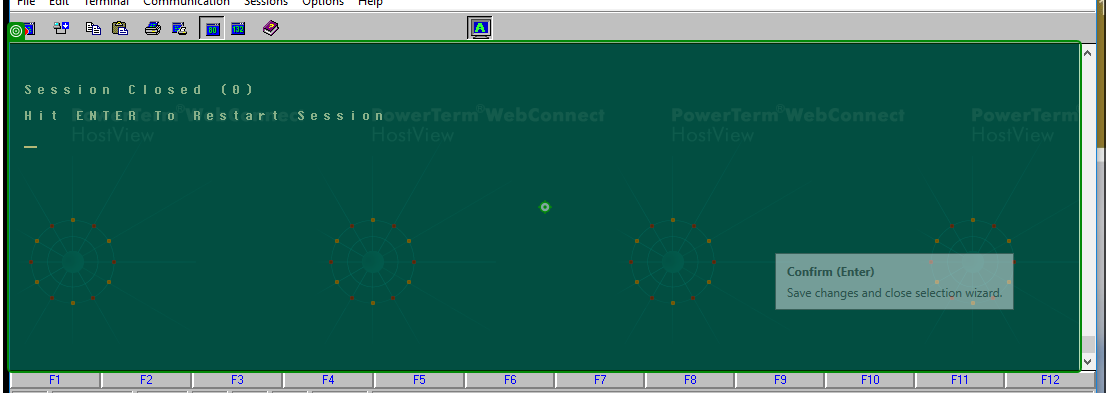 File Edit Terminal Communication Sessions Options Help
80 132 A
Session Closed (0)
PowerTerm® WebConnect PowerTerm® WebConnect PowerTerm® WebConnect PowerTerm
Hit ENTER To Restart Session
HostView HostView HostView HostView
Confirm (Enter)
Save changes and close selection wizard.
F1 F2 F3 F4 F5 F6 F7 F8 F9 F10 F11 F12